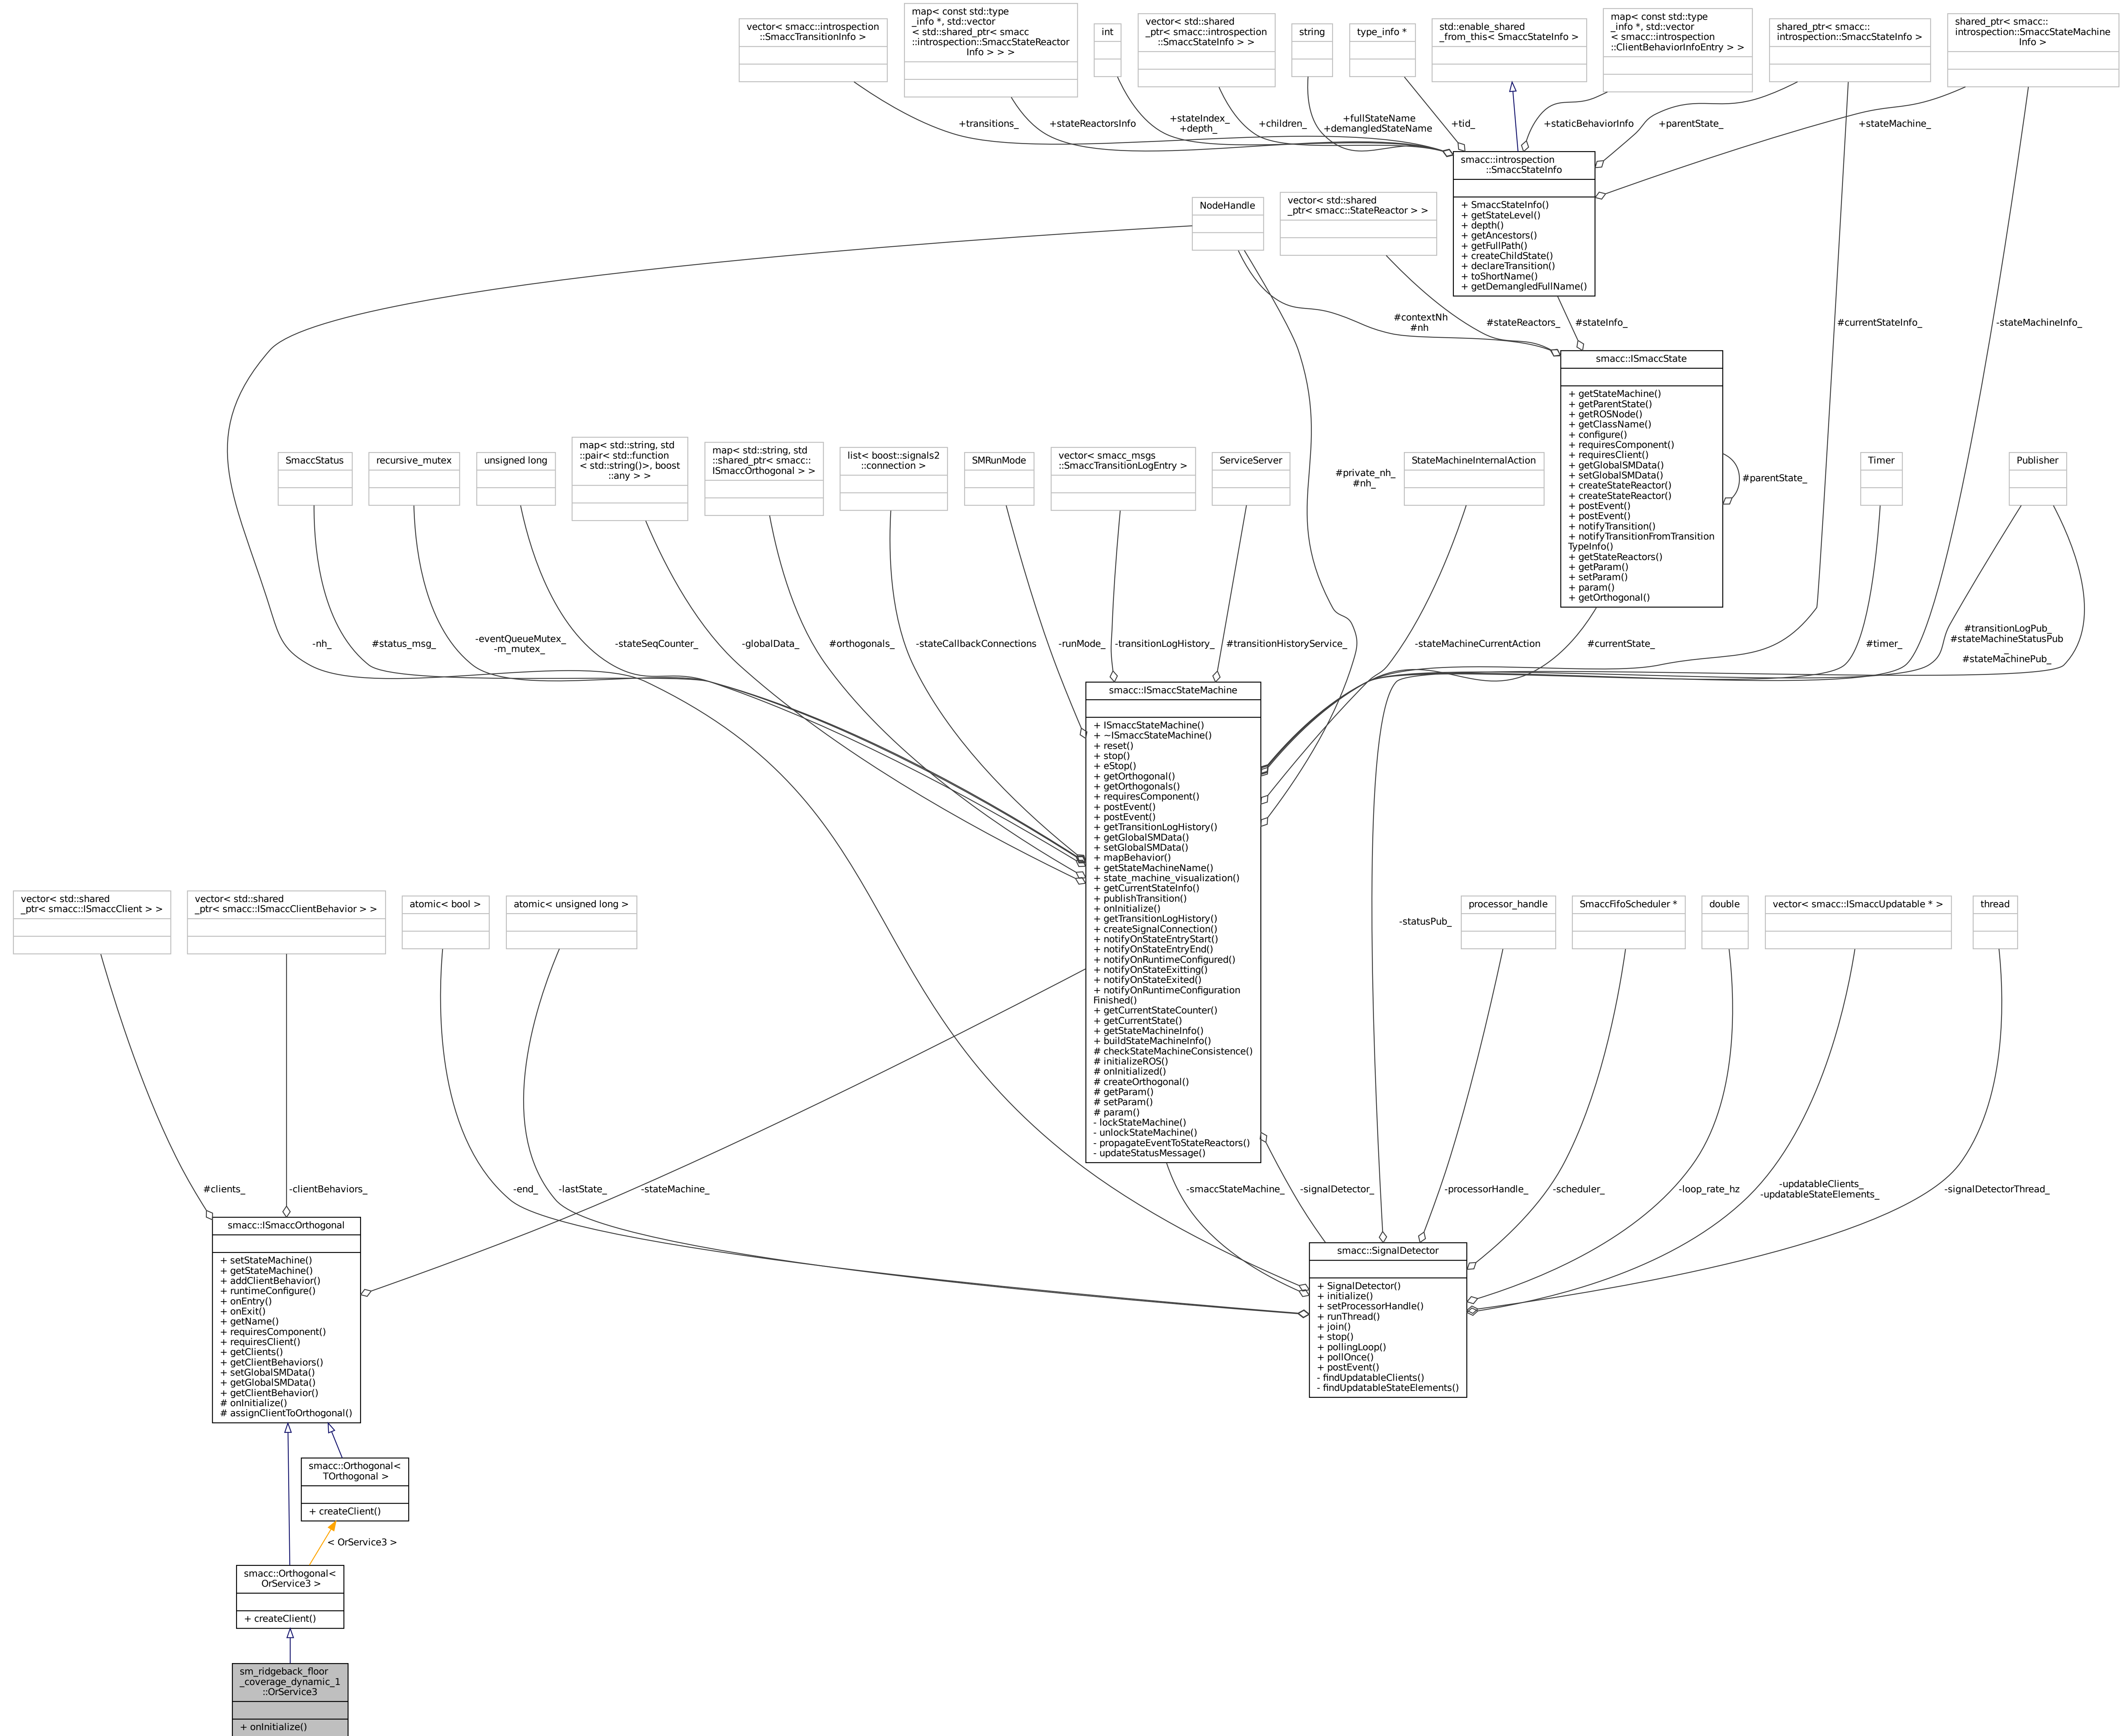 vector< smacc::introspection
::SmaccTransitionInfo >
map< const std::type
_info *, std::vector
< std::shared_ptr< smacc
::introspection::SmaccStateReactor
Info > > >
int
vector< std::shared
_ptr< smacc::introspection
::SmaccStateInfo > >
string
type_info *
std::enable_shared
_from_this< SmaccStateInfo >
map< const std::type
_info *, std::vector
< smacc::introspection
::ClientBehaviorInfoEntry > >
shared_ptr< smacc::
introspection::SmaccStateInfo >
shared_ptr< smacc::
introspection::SmaccStateMachine
Info >
+transitions_
+stateReactorsInfo
+stateIndex_
+depth_
+children_
+fullStateName
+demangledStateName
+tid_
+staticBehaviorInfo
+parentState_
+stateMachine_
smacc::introspection
::SmaccStateInfo
+ SmaccStateInfo()
+ getStateLevel()
+ depth()
+ getAncestors()
+ getFullPath()
+ createChildState()
+ declareTransition()
+ toShortName()
+ getDemangledFullName()
NodeHandle
vector< std::shared
_ptr< smacc::StateReactor > >
#contextNh
#nh
#stateReactors_
#stateInfo_
#currentStateInfo_
-stateMachineInfo_
smacc::ISmaccState
+ getStateMachine()
+ getParentState()
+ getROSNode()
+ getClassName()
+ configure()
+ requiresComponent()
+ requiresClient()
+ getGlobalSMData()
+ setGlobalSMData()
+ createStateReactor()
+ createStateReactor()
+ postEvent()
+ postEvent()
+ notifyTransition()
+ notifyTransitionFromTransition
TypeInfo()
+ getStateReactors()
+ getParam()
+ setParam()
+ param()
+ getOrthogonal()
#parentState_
SmaccStatus
recursive_mutex
unsigned long
map< std::string, std
::pair< std::function
< std::string()>, boost
::any > >
map< std::string, std
::shared_ptr< smacc::
ISmaccOrthogonal > >
list< boost::signals2
::connection >
SMRunMode
vector< smacc_msgs
::SmaccTransitionLogEntry >
ServiceServer
#private_nh_
#nh_
StateMachineInternalAction
Timer
Publisher
-nh_
#status_msg_
-eventQueueMutex_
-m_mutex_
-stateSeqCounter_
-globalData_
#orthogonals_
-stateCallbackConnections
-runMode_
-transitionLogHistory_
#transitionHistoryService_
-stateMachineCurrentAction
#currentState_
#timer_
#transitionLogPub_
#stateMachineStatusPub
_
#stateMachinePub_
smacc::ISmaccStateMachine
+ ISmaccStateMachine()
+ ~ISmaccStateMachine()
+ reset()
+ stop()
+ eStop()
+ getOrthogonal()
+ getOrthogonals()
+ requiresComponent()
+ postEvent()
+ postEvent()
+ getTransitionLogHistory()
+ getGlobalSMData()
+ setGlobalSMData()
+ mapBehavior()
+ getStateMachineName()
+ state_machine_visualization()
+ getCurrentStateInfo()
+ publishTransition()
+ onInitialize()
+ getTransitionLogHistory()
+ createSignalConnection()
+ notifyOnStateEntryStart()
+ notifyOnStateEntryEnd()
+ notifyOnRuntimeConfigured()
+ notifyOnStateExitting()
+ notifyOnStateExited()
+ notifyOnRuntimeConfiguration
Finished()
+ getCurrentStateCounter()
+ getCurrentState()
+ getStateMachineInfo()
+ buildStateMachineInfo()
# checkStateMachineConsistence()
# initializeROS()
# onInitialized()
# createOrthogonal()
# getParam()
# setParam()
# param()
- lockStateMachine()
- unlockStateMachine()
- propagateEventToStateReactors()
- updateStatusMessage()
vector< std::shared
_ptr< smacc::ISmaccClient > >
vector< std::shared
_ptr< smacc::ISmaccClientBehavior > >
atomic< bool >
atomic< unsigned long >
-statusPub_
processor_handle
SmaccFifoScheduler *
double
vector< smacc::ISmaccUpdatable * >
thread
#clients_
-clientBehaviors_
-end_
-lastState_
-stateMachine_
-smaccStateMachine_
-signalDetector_
-processorHandle_
-scheduler_
-loop_rate_hz
-updatableClients_
-updatableStateElements_
-signalDetectorThread_
smacc::ISmaccOrthogonal
+ setStateMachine()
+ getStateMachine()
+ addClientBehavior()
+ runtimeConfigure()
+ onEntry()
+ onExit()
+ getName()
+ requiresComponent()
+ requiresClient()
+ getClients()
+ getClientBehaviors()
+ setGlobalSMData()
+ getGlobalSMData()
+ getClientBehavior()
# onInitialize()
# assignClientToOrthogonal()
smacc::SignalDetector
+ SignalDetector()
+ initialize()
+ setProcessorHandle()
+ runThread()
+ join()
+ stop()
+ pollingLoop()
+ pollOnce()
+ postEvent()
- findUpdatableClients()
- findUpdatableStateElements()
smacc::Orthogonal<
TOrthogonal >
+ createClient()
< OrService3 >
smacc::Orthogonal<
OrService3 >
+ createClient()
sm_ridgeback_floor
_coverage_dynamic_1
::OrService3
+ onInitialize()